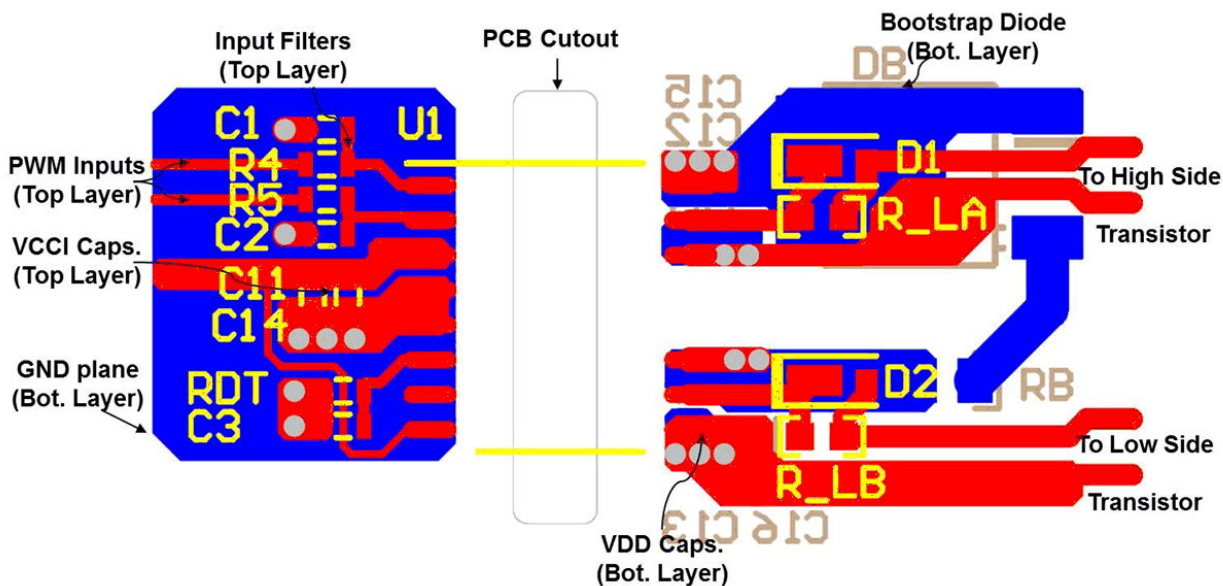 Input Filters
(Top Layer)
PCB Cutout
Bootstrap Diode
(Bot. Layer)
DB
C15
C12
C1
U1
PWM Inputs
(Top Layer)
R4
R5
C2
D1
To High Side
R_LA
Transistor
VCCI Caps.
(Top Layer)
C11
C14
GND plane
(Bot. Layer)
RDT
C3
D2
RB
To Low Side
R_LB
Transistor
C13
C16
C14
VDD Caps.
(Bot. Layer)